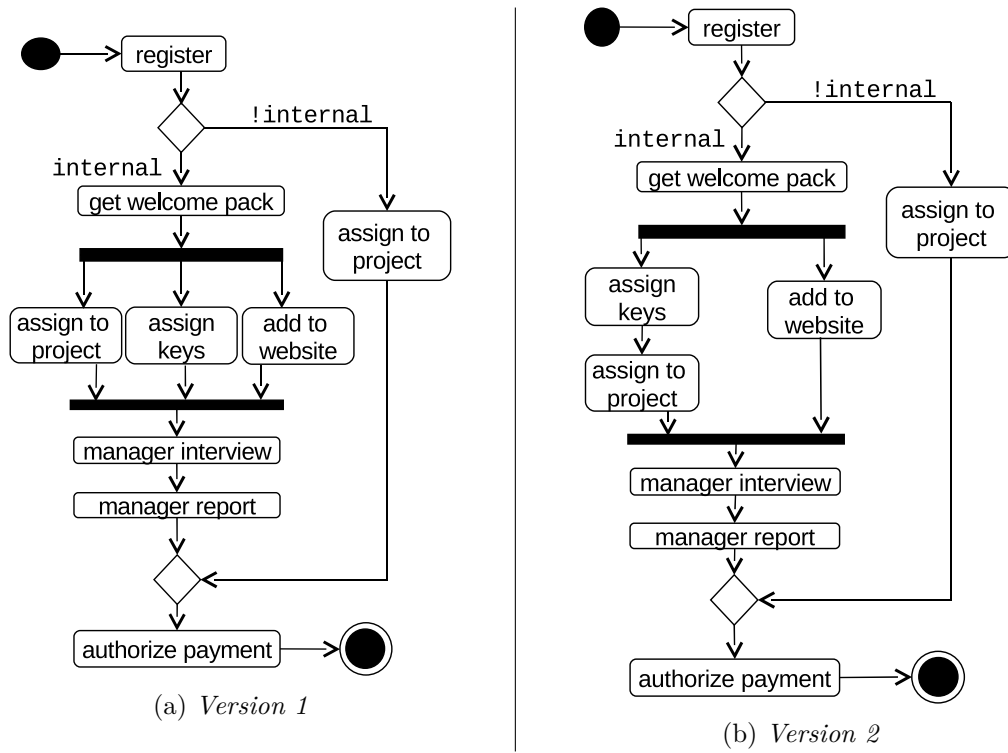 register
!internal
internal
get welcome pack
assign to
project
assign to
project
assign
keys
add to
website
manager interview
manager report
authorize payment
(a) Version 1
register
!internal
internal
get welcome pack
assign to
project
assign
keys
add to
website
assign to
project
manager interview
manager report
authorize payment
(b) Version 2